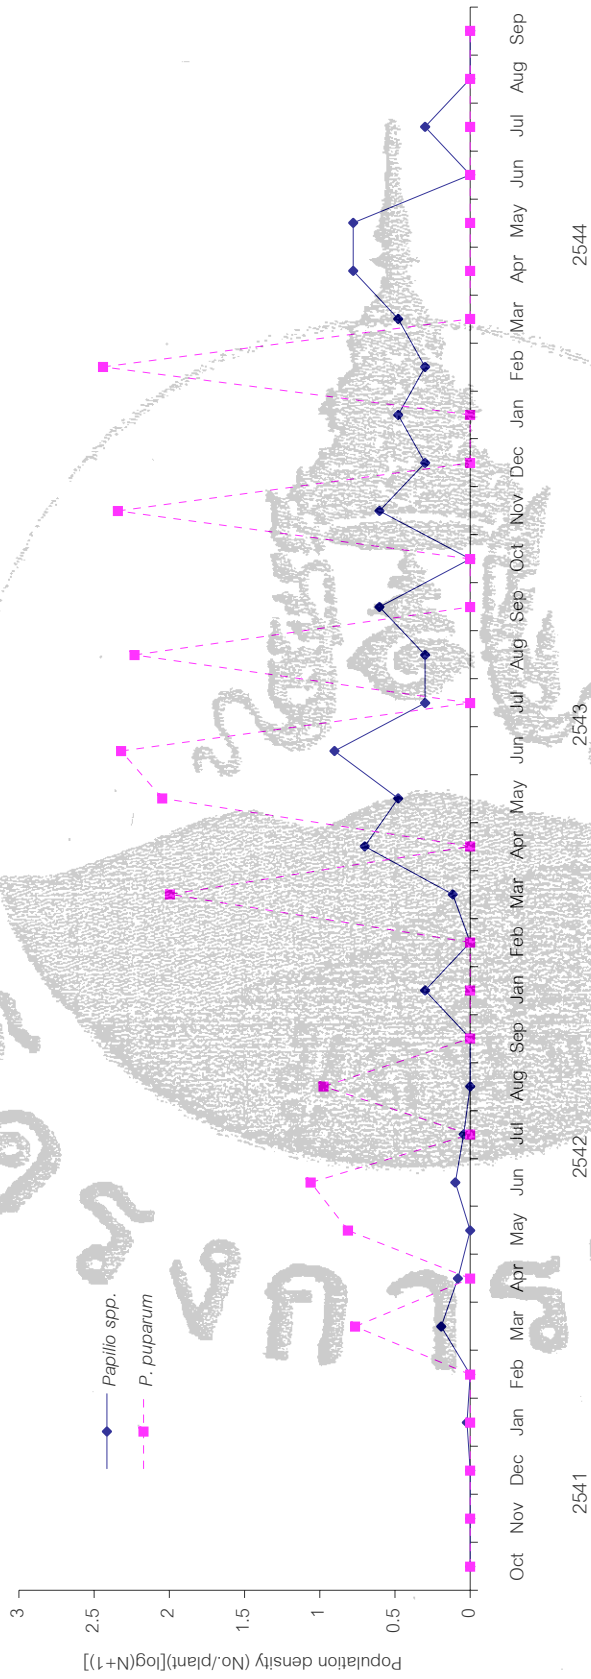 Population density (No./plant)[log(N+1)]
3
2.5
2
1.5
1
0.5
0
Papilio spp.
P. puparum
Oct Nov Dec Jan Feb Mar Apr May Jun Jul Aug Sep Jan Feb Mar Apr May Jun Jul Aug Sep Oct Nov Dec Jan Feb Mar Apr May Jun Jul Aug Sep
2541 2542 2543 2544